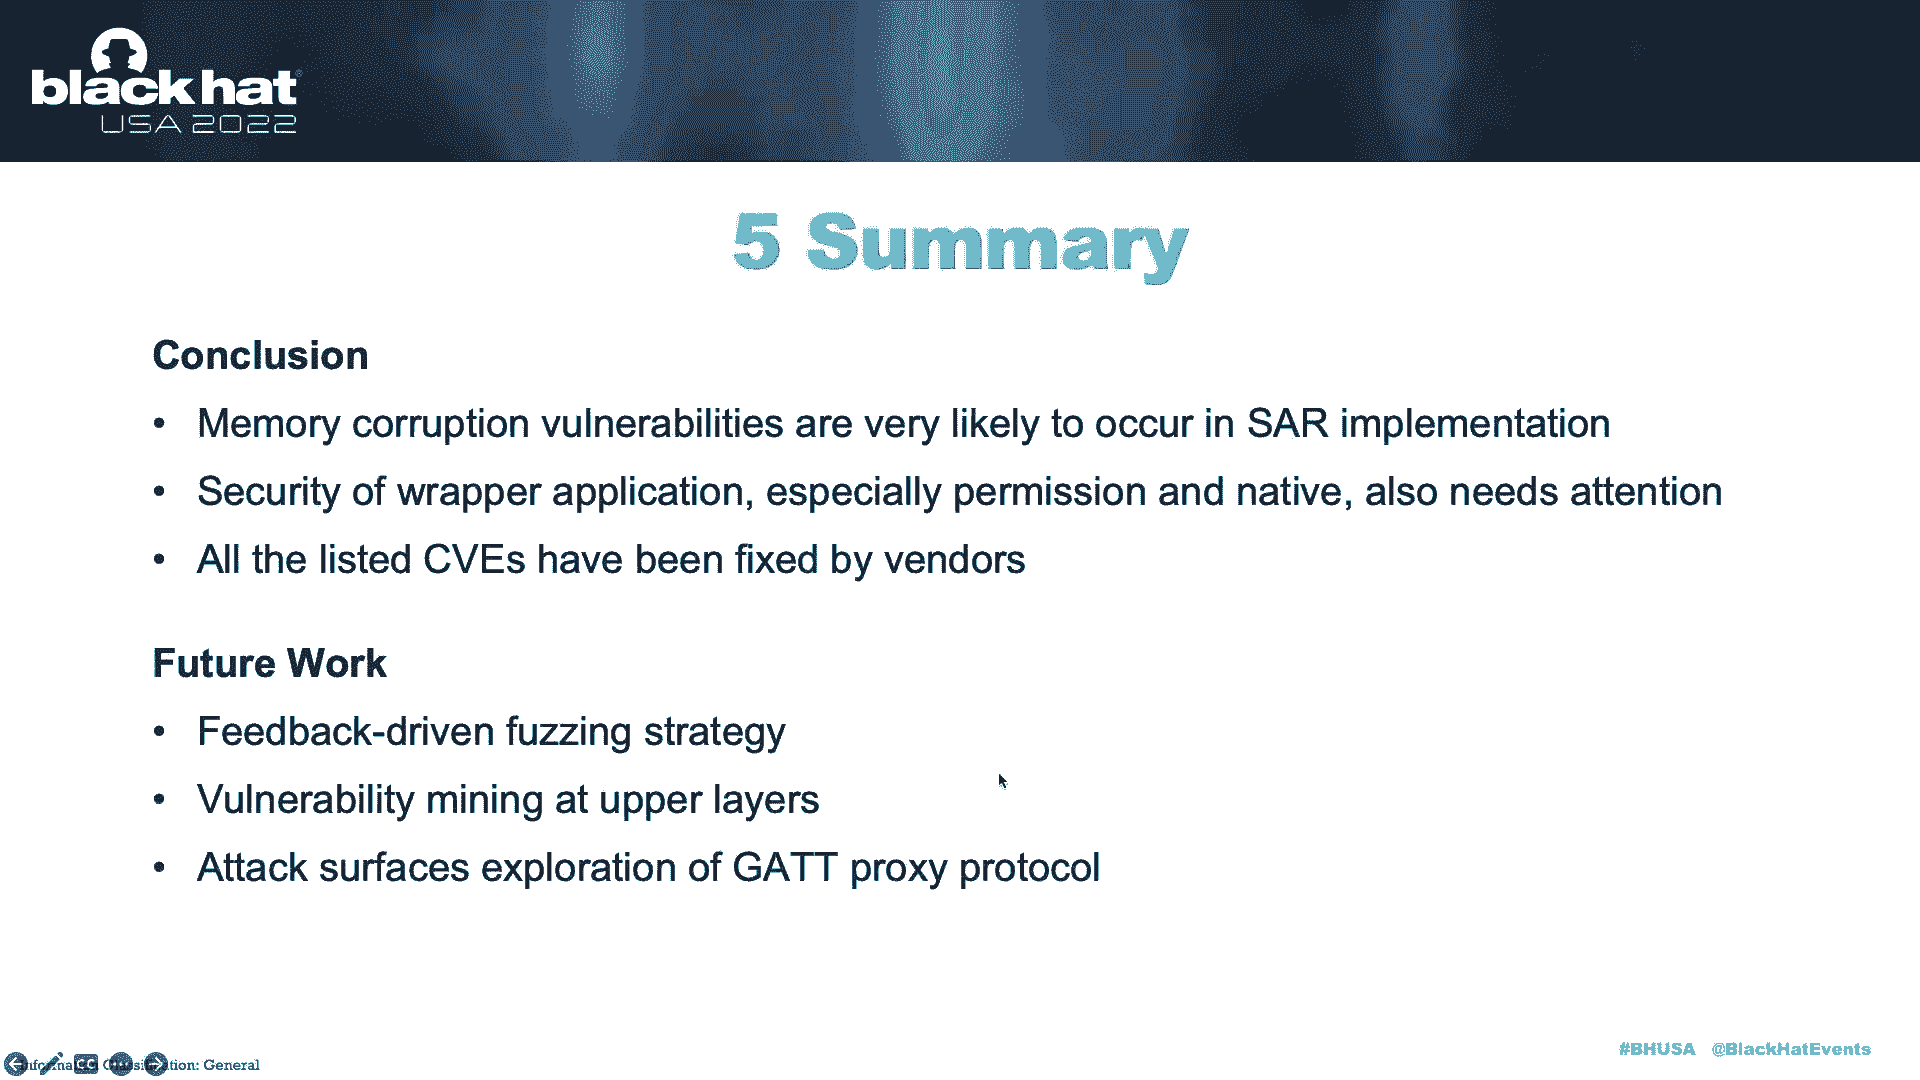 black hat
USA 2022
5 Summary
Conclusion
• Memory corruption vulnerabilities are very likely to occur in SAR implementation
• Security of wrapper application, especially permission and native, also needs attention
• All the listed CVEs have been fixed by vendors
Future Work
• Feedback-driven fuzzing strategy
• Vulnerability mining at upper layers
• Attack surfaces exploration of GATT proxy protocol
#BHUSA @BlackHatEvents
Information Classification: General